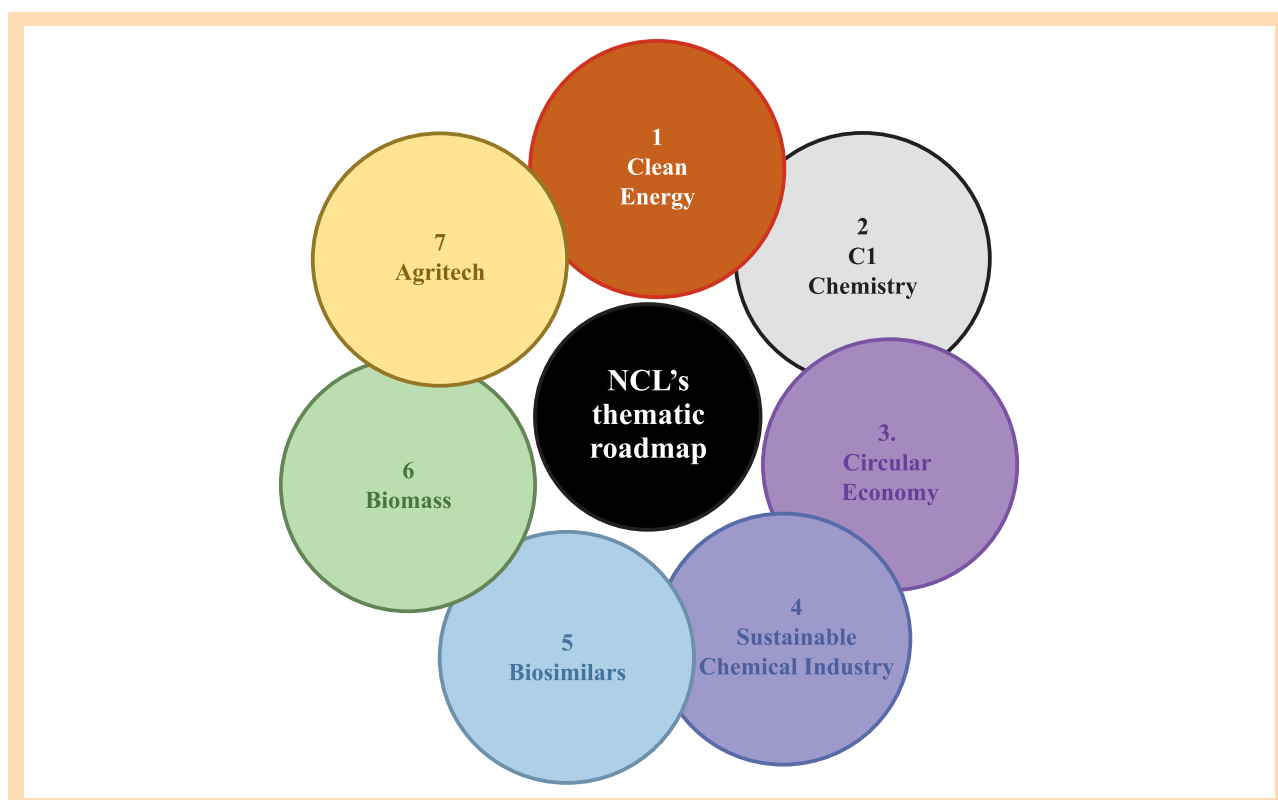 1
Clean
Energy
2
C1
Chemistry
3.
Circular
Economy
4
Sustainable
Chemical Industry
5
Biosimilars
6
Biomass
7
Agritech
NCL’s
thematic
roadmap